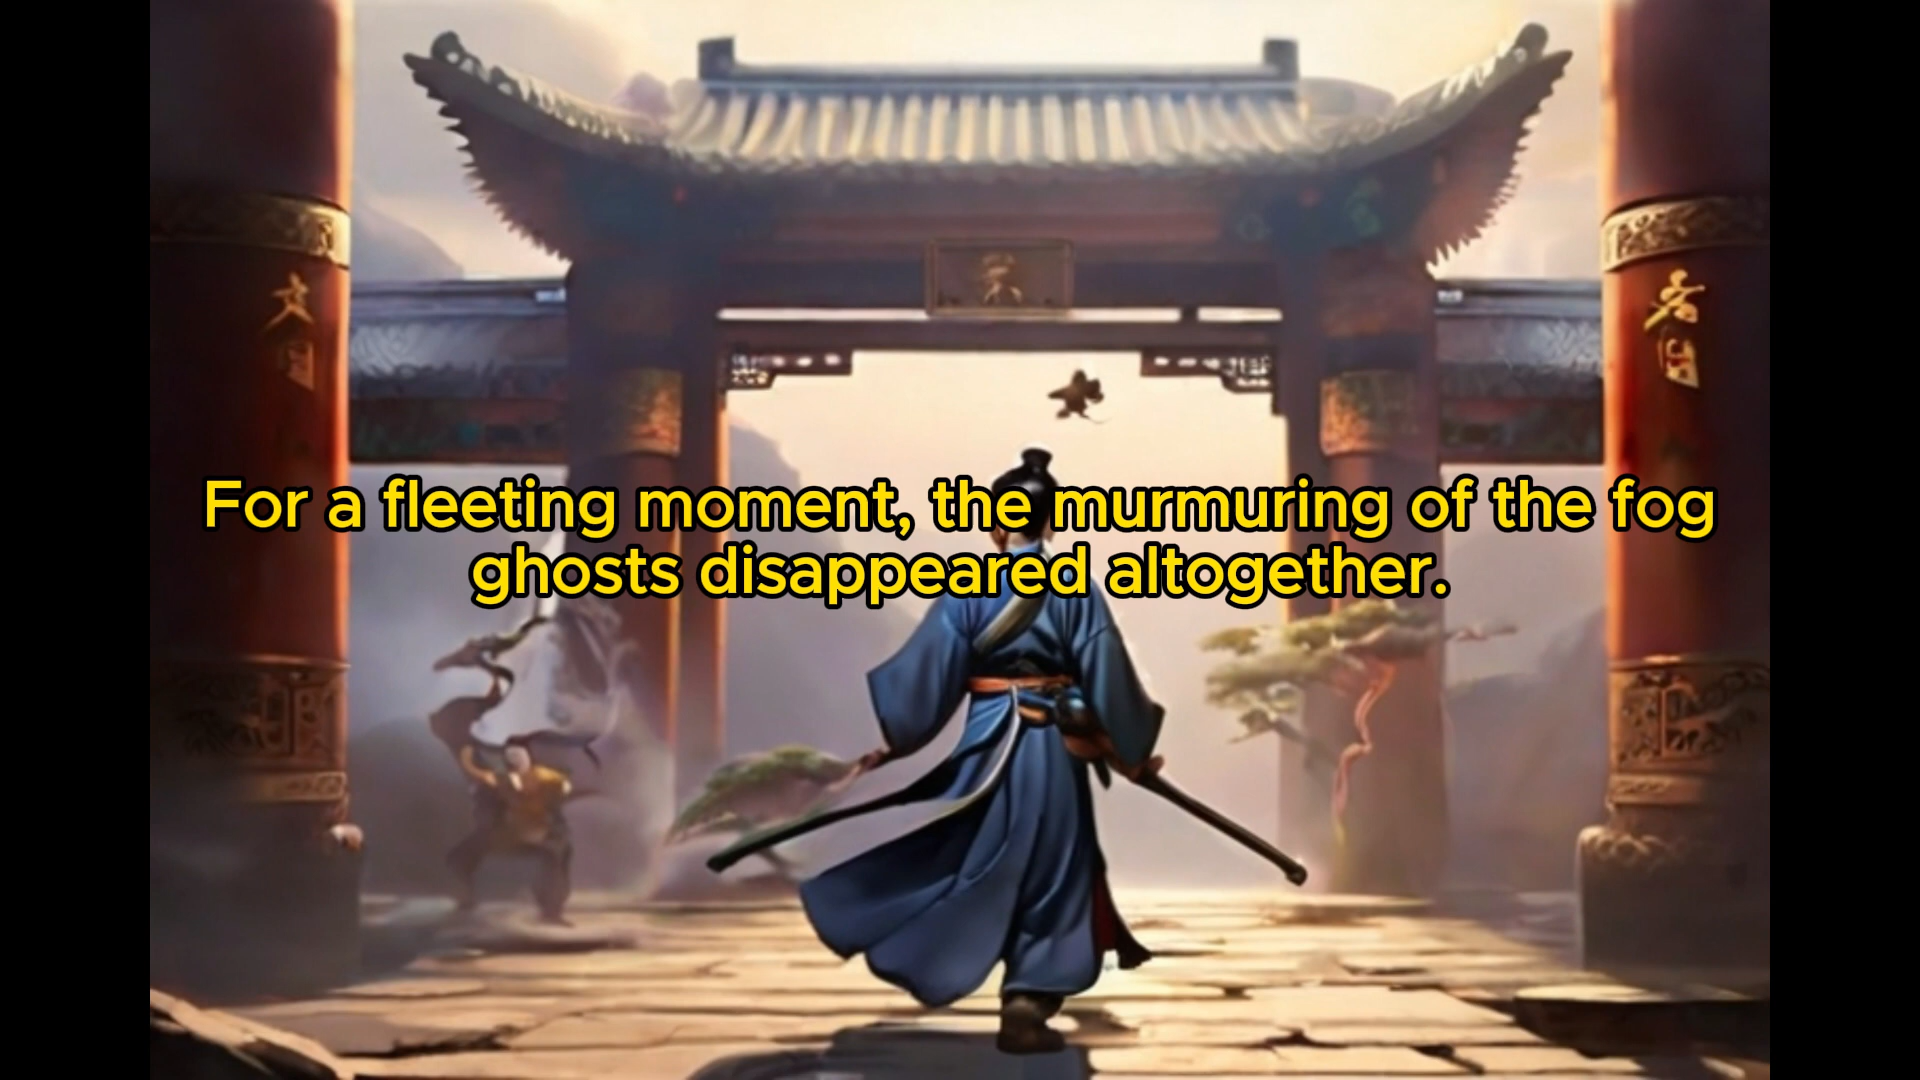 For a fleeting moment, the murmuring of the fog
ghosts disappeared altogether.